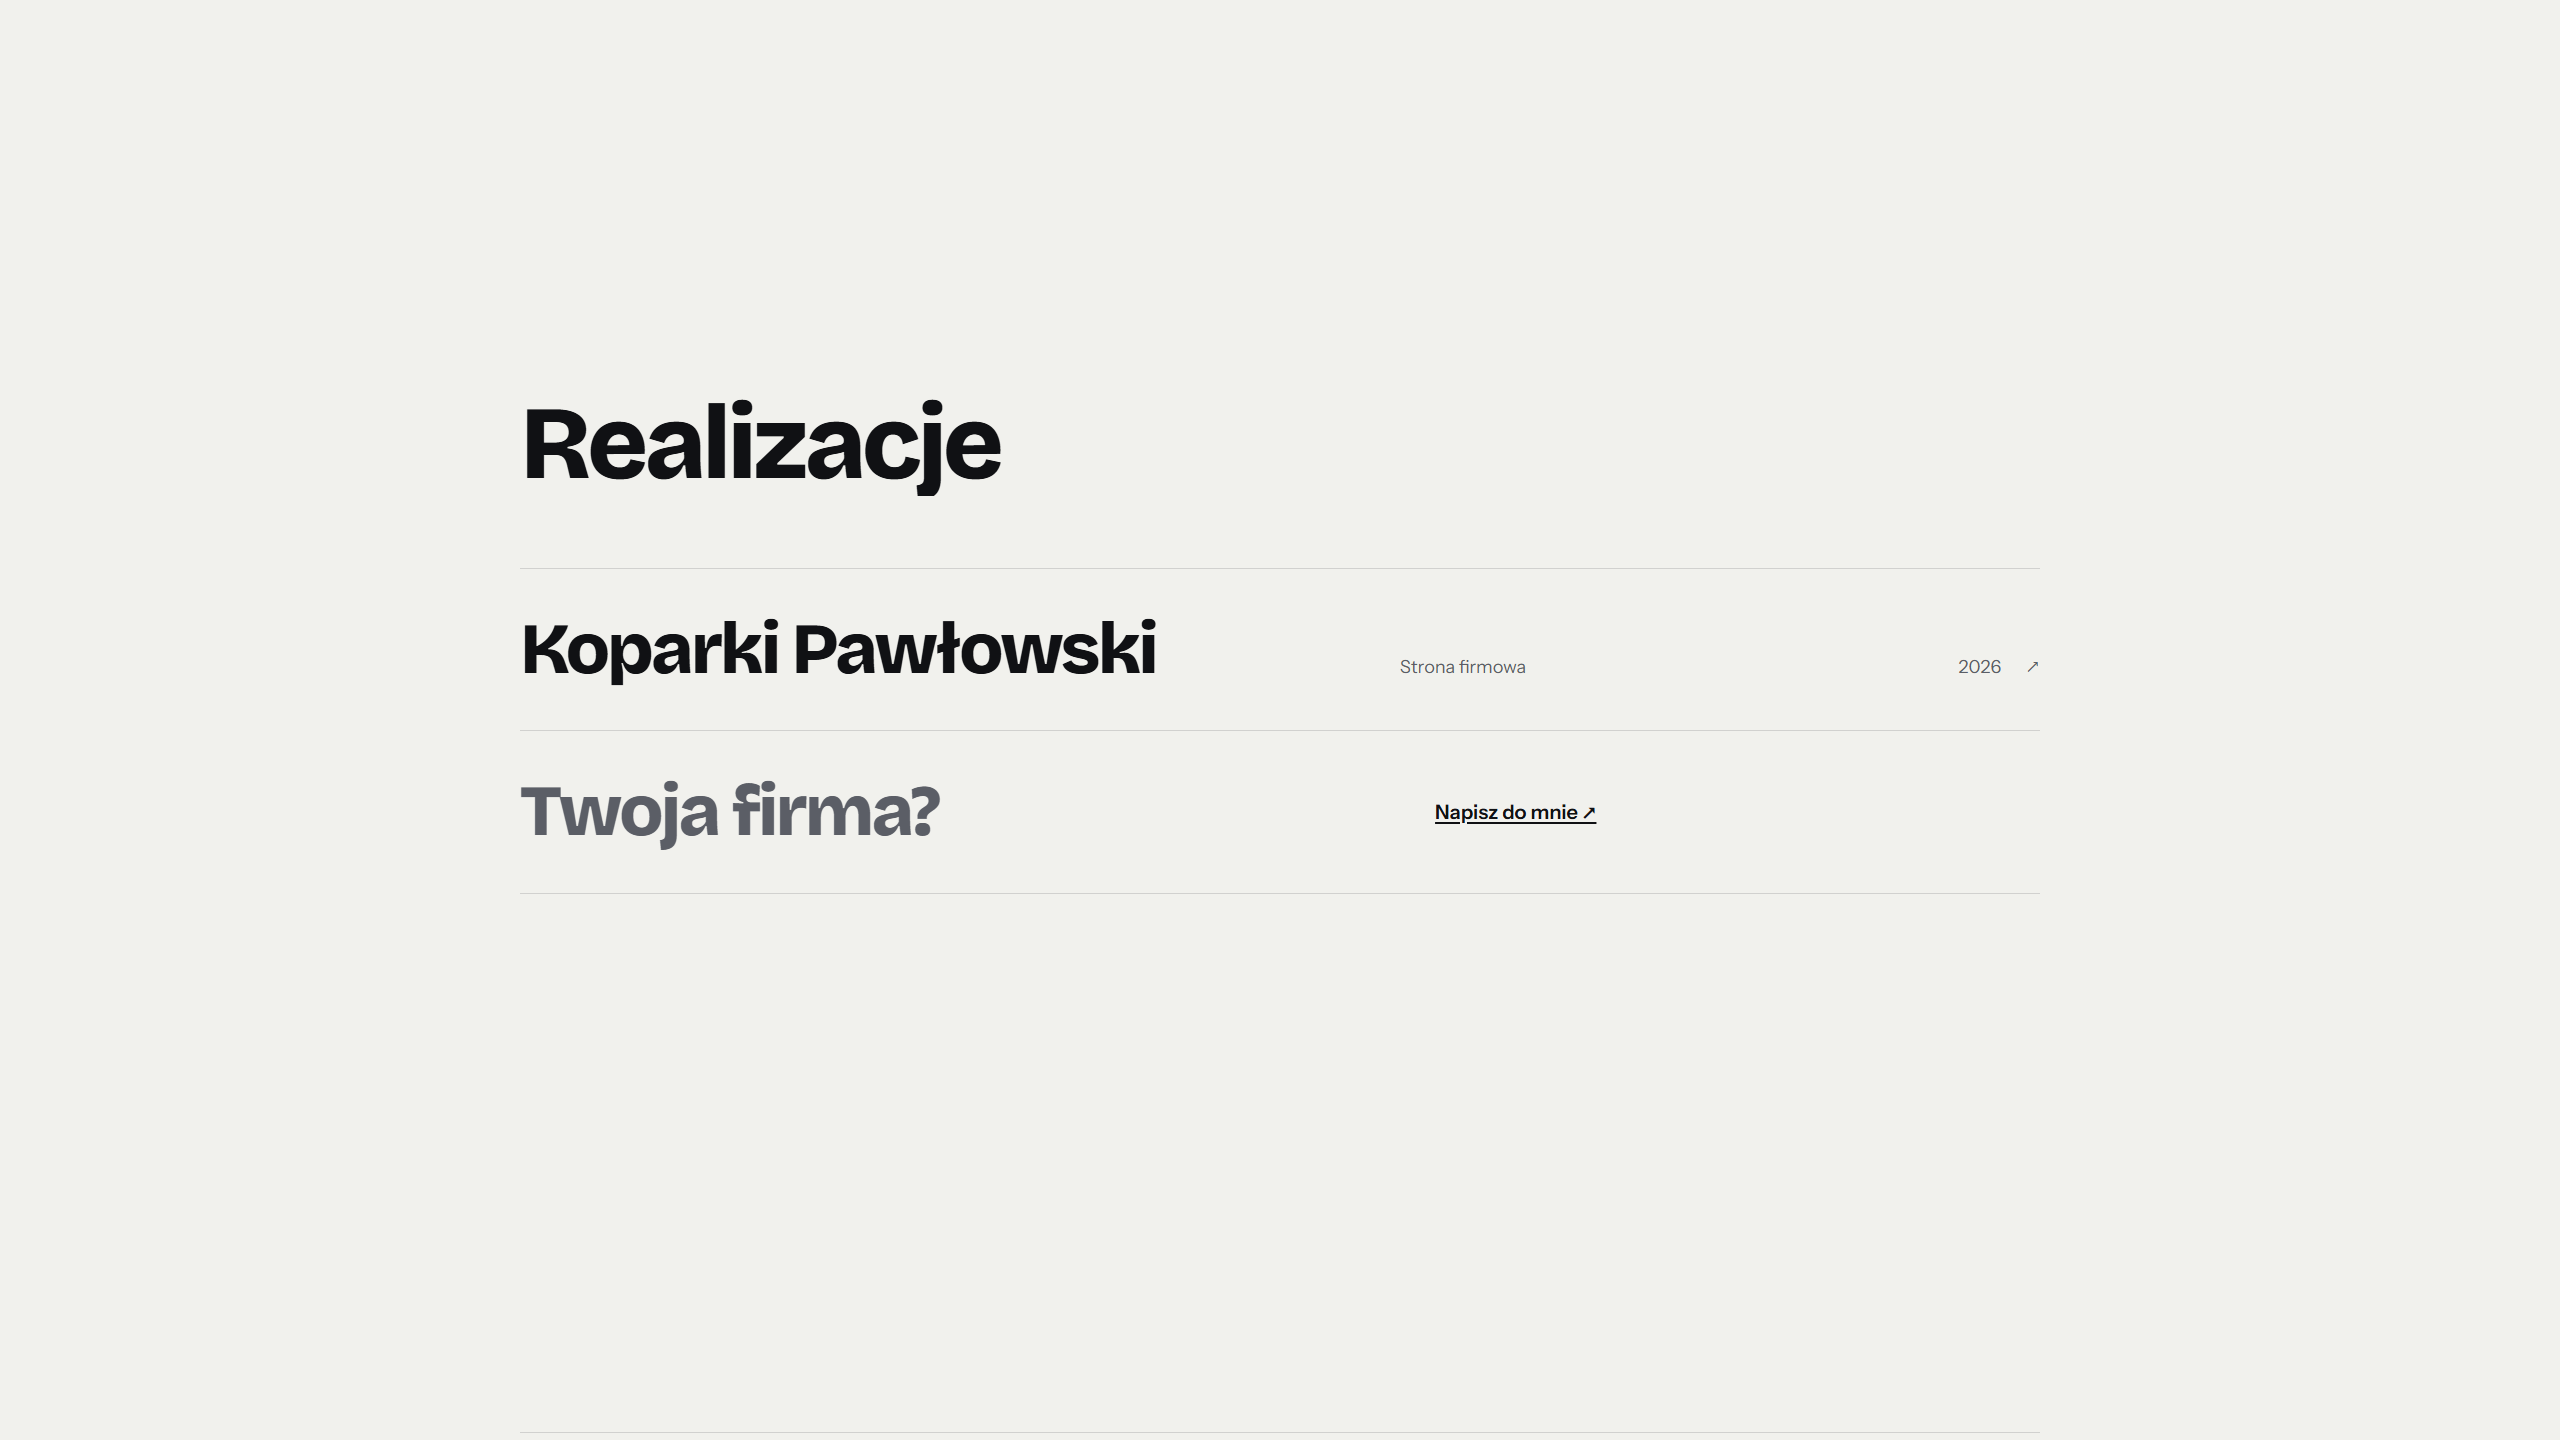 Realizacje
Koparki Pawłowski
Strona firmowa
2026 ↗
Twoja firma?
Napisz do mnie ↗